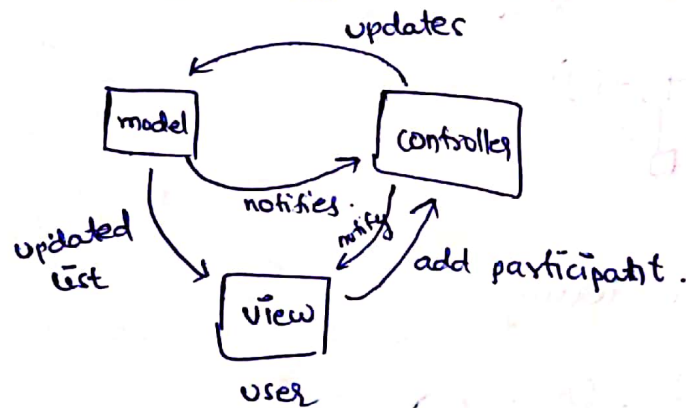 updates
model
controller
notifies.
notify
updated
list
add participant.
view
user